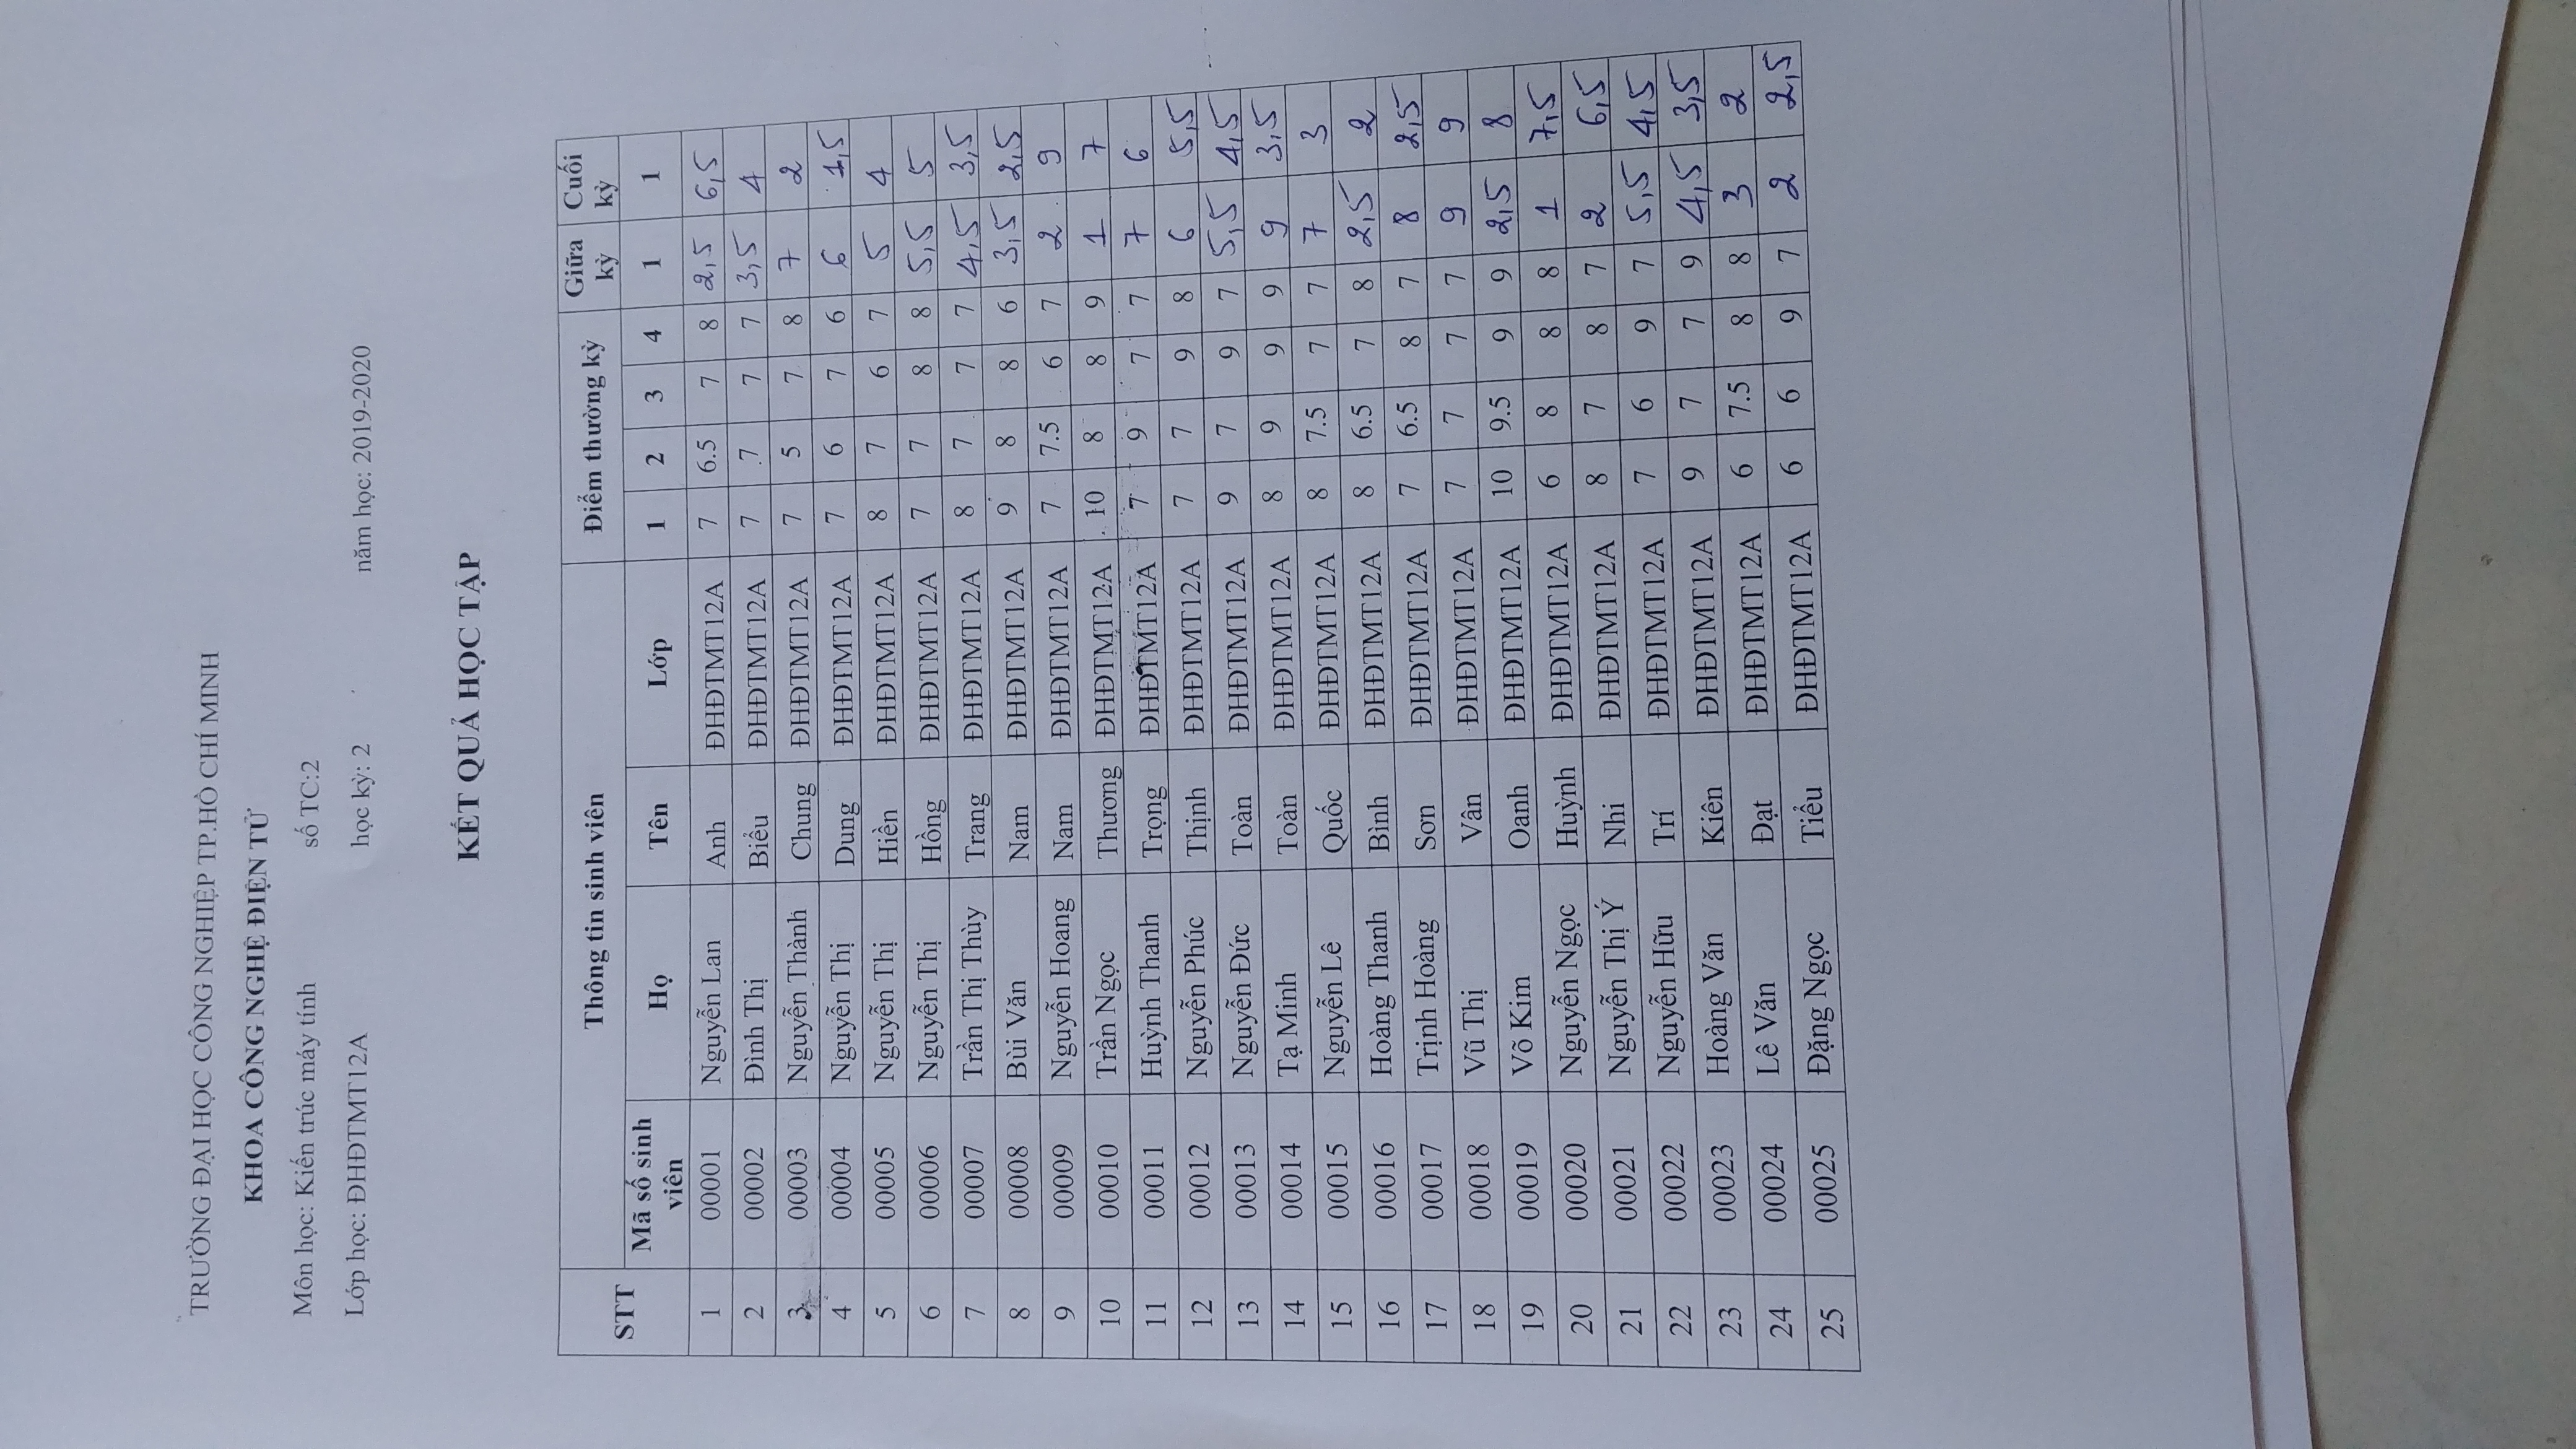 TRƯỜNG ĐẠI HỌC CÔNG NGHIỆP TP.HỒ CHÍ MINH
KHOA CÔNG NGHỆ ĐIỆN TỬ
Môn học: Kiến trúc máy tính số TC:2
Lớp học: ĐHĐTMT12A học kỳ: 2 năm học: 2019-2020
KẾT QUẢ HỌC TẬP
STT Thông tin sinh viên Điểm thường kỳ Giữa kỳ Cuối kỳ
Mã số sinh viên Họ Tên Lớp 1 2 3 4 1 1
1 00001 Nguyễn Lan Anh ĐHĐTMT12A 7 6.5 7 8 2,5 6,5
2 00002 Đình Thị Biểu ĐHĐTMT12A 7 7 7 7 3,5 4
3 00003 Nguyễn Thành Chung ĐHĐTMT12A 7 5 7 8 7 2
4 00004 Nguyễn Thị Dung ĐHĐTMT12A 7 6 7 6 6 1,5
5 00005 Nguyễn Thị Hiền ĐHĐTMT12A 8 7 6 7 5 4
6 00006 Nguyễn Thị Hồng ĐHĐTMT12A 7 7 8 8 5,5 5
7 00007 Trần Thị Thùy Trang ĐHĐTMT12A 8 7 7 7 4,5 3,5
8 00008 Bùi Văn Nam ĐHĐTMT12A 9 8 8 6 3,5 2,5
9 00009 Nguyễn Hoang Nam ĐHĐTMT12A 7 7.5 6 7 2 9
10 00010 Trần Ngọc Thương ĐHĐTMT12A 10 8 8 9 1 7
11 00011 Huỳnh Thanh Trọng ĐHĐTMT12A 7 9 7 7 7 6
12 00012 Nguyễn Phúc Thịnh ĐHĐTMT12A 7 7 9 8 6 5,5
13 00013 Nguyễn Đức Toàn ĐHĐTMT12A 9 7 9 7 5,5 4,5
14 00014 Tạ Minh Toàn ĐHĐTMT12A 8 9 9 9 9 3,5
15 00015 Nguyễn Lê Quốc ĐHĐTMT12A 8 7.5 7 7 7 3
16 00016 Hoàng Thanh Bình ĐHĐTMT12A 8 6.5 7 8 2,5 2
17 00017 Trịnh Hoàng Sơn ĐHĐTMT12A 7 6.5 8 7 8 2,5
18 00018 Vũ Thị Vân ĐHĐTMT12A 7 7 7 7 9 9
19 00019 Võ Kim Oanh ĐHĐTMT12A 10 9.5 9 9 2,5 8
20 00020 Nguyễn Ngọc Huỳnh ĐHĐTMT12A 6 8 8 8 1 7,5
21 00021 Nguyễn Thị Ý Nhi ĐHĐTMT12A 8 7 8 7 2 6,5
22 00022 Nguyễn Hữu Trí ĐHĐTMT12A 7 6 9 7 5,5 4,5
23 00023 Hoàng Văn Kiên ĐHĐTMT12A 9 7 7 9 4,5 3,5
24 00024 Lê Văn Đạt ĐHĐTMT12A 6 7.5 8 8 3 2
25 00025 Đặng Ngọc Tiểu ĐHĐTMT12A 6 6 9 7 2 2,5